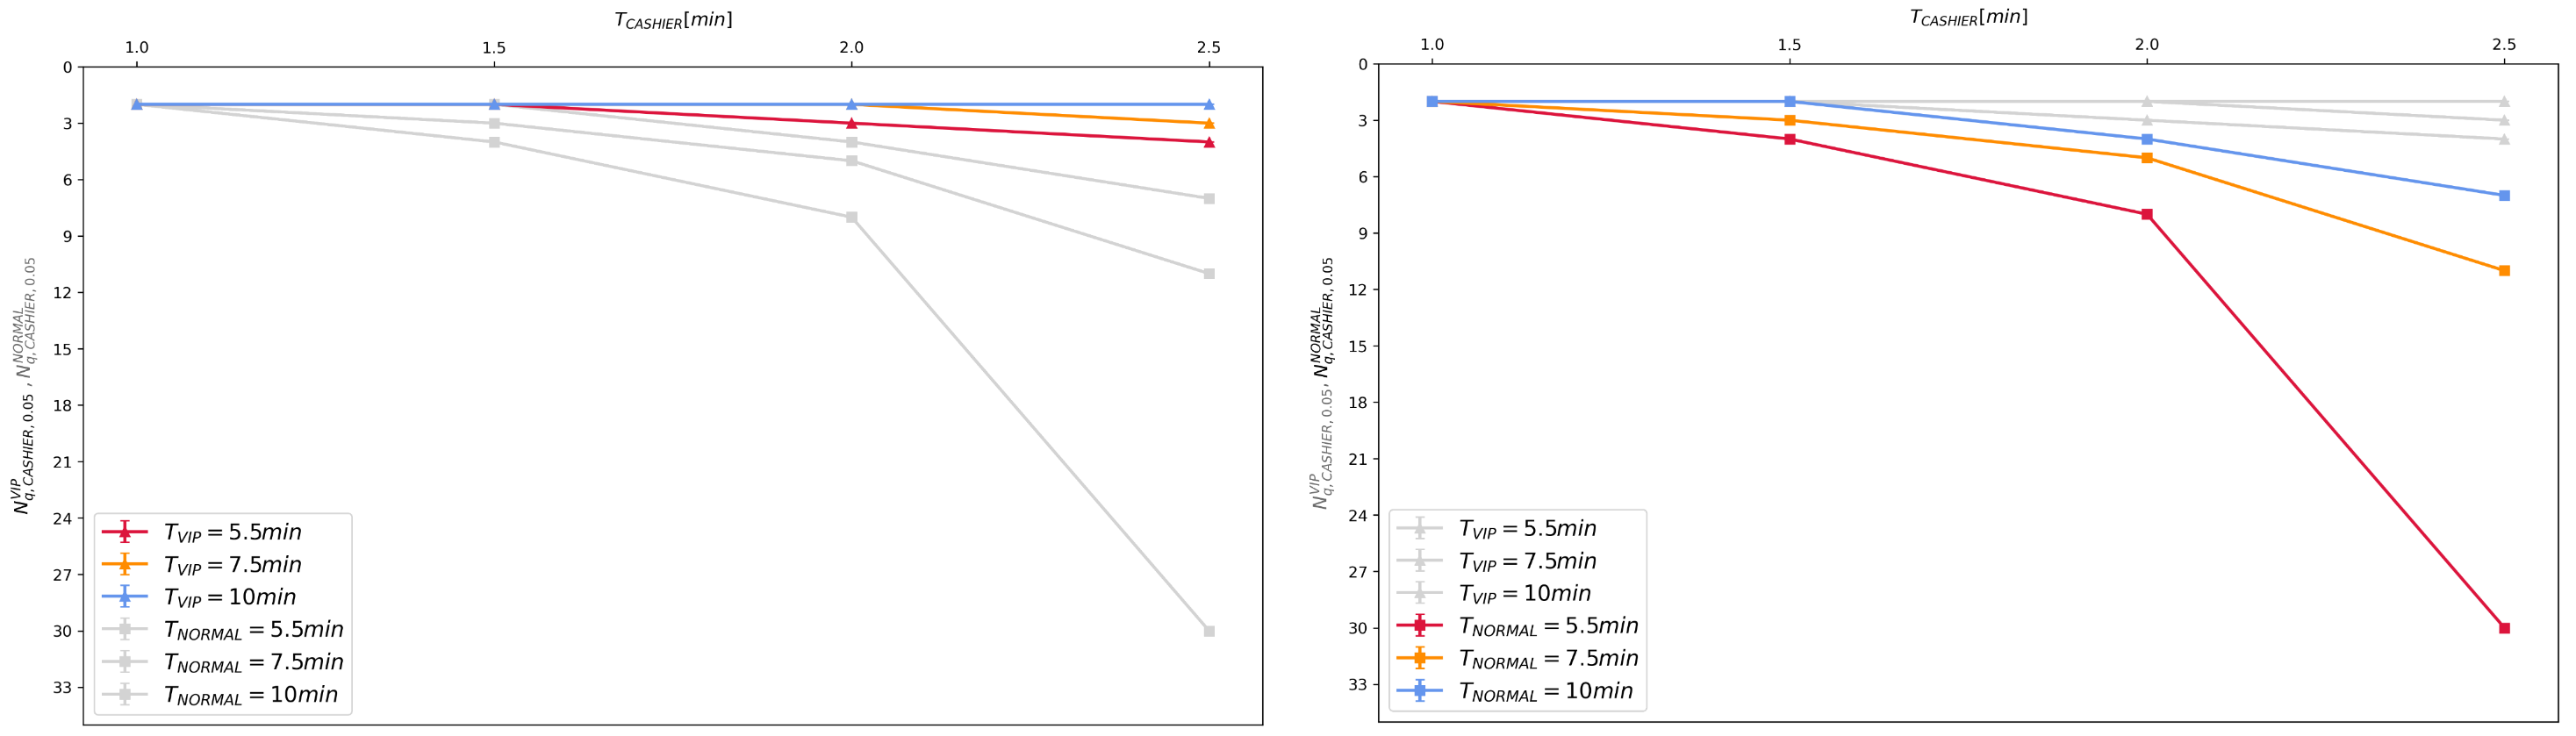 T_CASHIER[min]
1.0 1.5 2.0 2.5
0
3
6
9
12
15
18
21
24
27
30
33
N^VIP_q,CASHIER,0.05 , N^NORMAL_q,CASHIER,0.05
T_VIP = 5.5min
T_VIP = 7.5min
T_VIP = 10min
T_NORMAL = 5.5min
T_NORMAL = 7.5min
T_NORMAL = 10min
T_CASHIER[min]
1.0 1.5 2.0 2.5
0
3
6
9
12
15
18
21
24
27
30
33
N^VIP_q,CASHIER,0.05, N^NORMAL_q,CASHIER,0.05
T_VIP = 5.5min
T_VIP = 7.5min
T_VIP = 10min
T_NORMAL = 5.5min
T_NORMAL = 7.5min
T_NORMAL = 10min